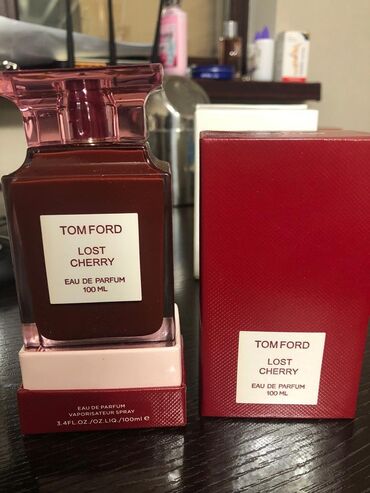 TOM FORD
LOST
CHERRY
EAU DE PARFUM
100 ML
EAU DE PARFUM
VAPORISATEUR SPRAY
3.4FL.OZ./OZ.LIQ./100ml ℮
TOM FORD
LOST
CHERRY
EAU DE PARFUM
100 ML